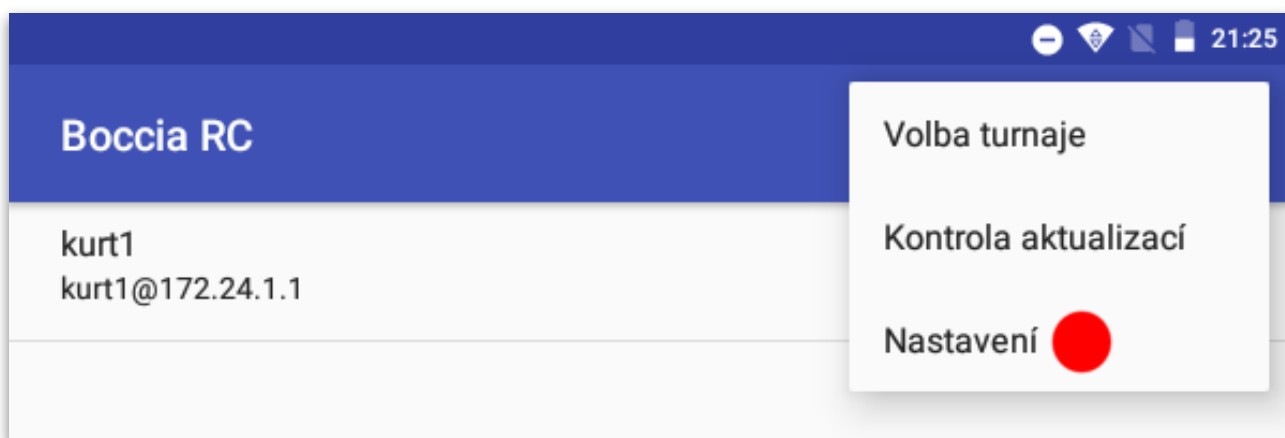 21:25
Boccia RC
Volba turnaje
Kontrola aktualizací
Nastavení
kurt1
kurt1@172.24.1.1